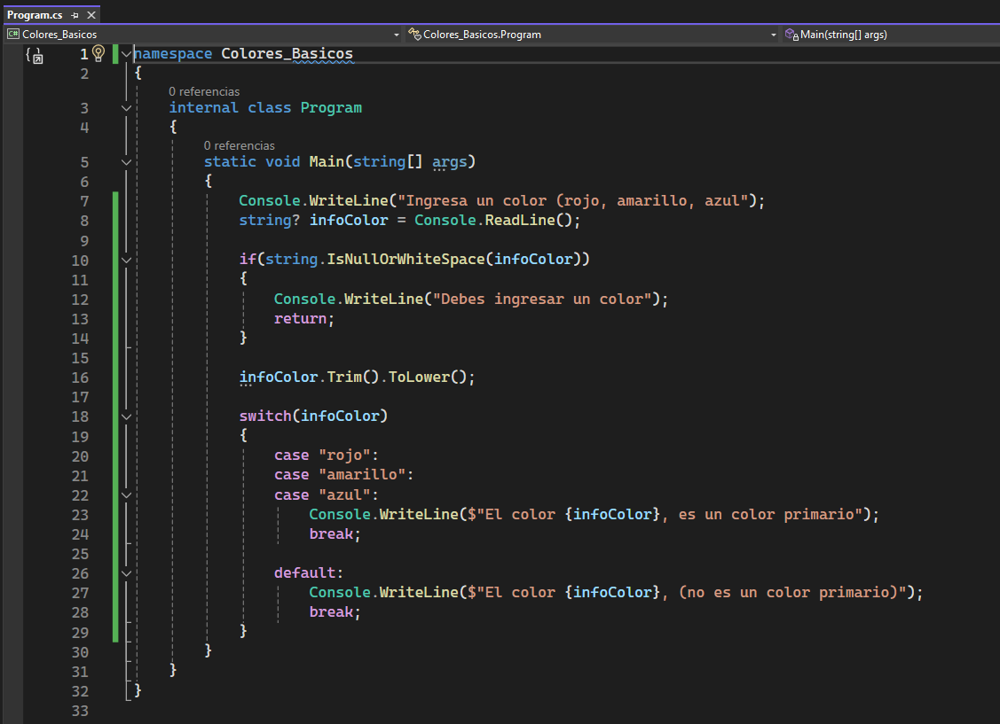 Program.cs
Colores_Basicos Colores_Basicos.Program Main(string[] args)
1 namespace Colores_Basicos
2 {
0 referencias
3 internal class Program
4 {
0 referencias
5 static void Main(string[] args)
6 {
7 Console.WriteLine("Ingresa un color (rojo, amarillo, azul");
8 string? infoColor = Console.ReadLine();
9
10 if(string.IsNullOrWhiteSpace(infoColor))
11 {
12 Console.WriteLine("Debes ingresar un color");
13 return;
14 }
15
16 infoColor.Trim().ToLower();
17
18 switch(infoColor)
19 {
20 case "rojo":
21 case "amarillo":
22 case "azul":
23 Console.WriteLine($"El color {infoColor}, es un color primario");
24 break;
25
26 default:
27 Console.WriteLine($"El color {infoColor}, (no es un color primario)");
28 break;
29 }
30 }
31 }
32 }
33